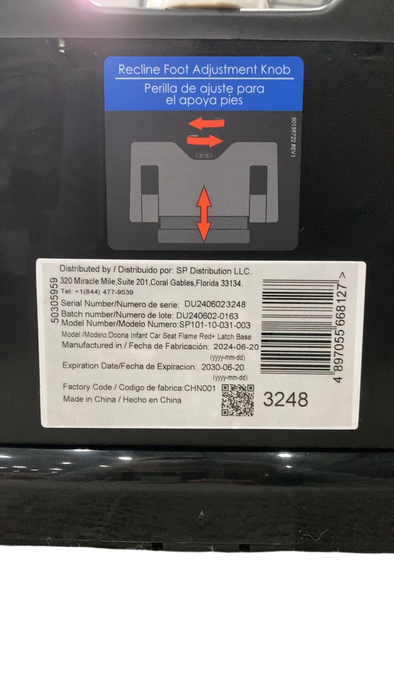 Recline Foot Adjustment Knob
Perilla de ajuste para
el apoya pies
50159722 REV1
50305959
Distributed by / Distribuido por: SP Distribution LLC
320 Miracle Mile,Suite 201,Coral Gables,Florida 33134.
Tel: +1(844) 477-9539
Serial Number/Numero de serie: DU2406023248
Batch number/Numero de lote: DU240602-0163
Model Number/Modelo Numero:SP101-10-031-003
Model /Modelo:Doona Infant Car Seat Flame Red+ Latch Base
Manufactured in / Fecha de Fabricación: 2024-06-20
(yyyy-mm-dd)
Expiration Date/Fecha de Expiracion: 2030-06-20
(yyyy-mm-dd)
Factory Code / Codigo de fabrica:CHN001
Made in China / Hecho en China
3248
4 897055 668127 >